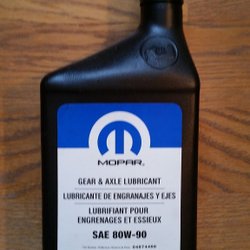 MOPAR
GEAR & AXLE LUBRICANT
LUBRICANTE DE ENGRANAJES Y EJES
LUBRIFIANT POUR
ENGRENAGES ET ESSIEUX
SAE 80W-90